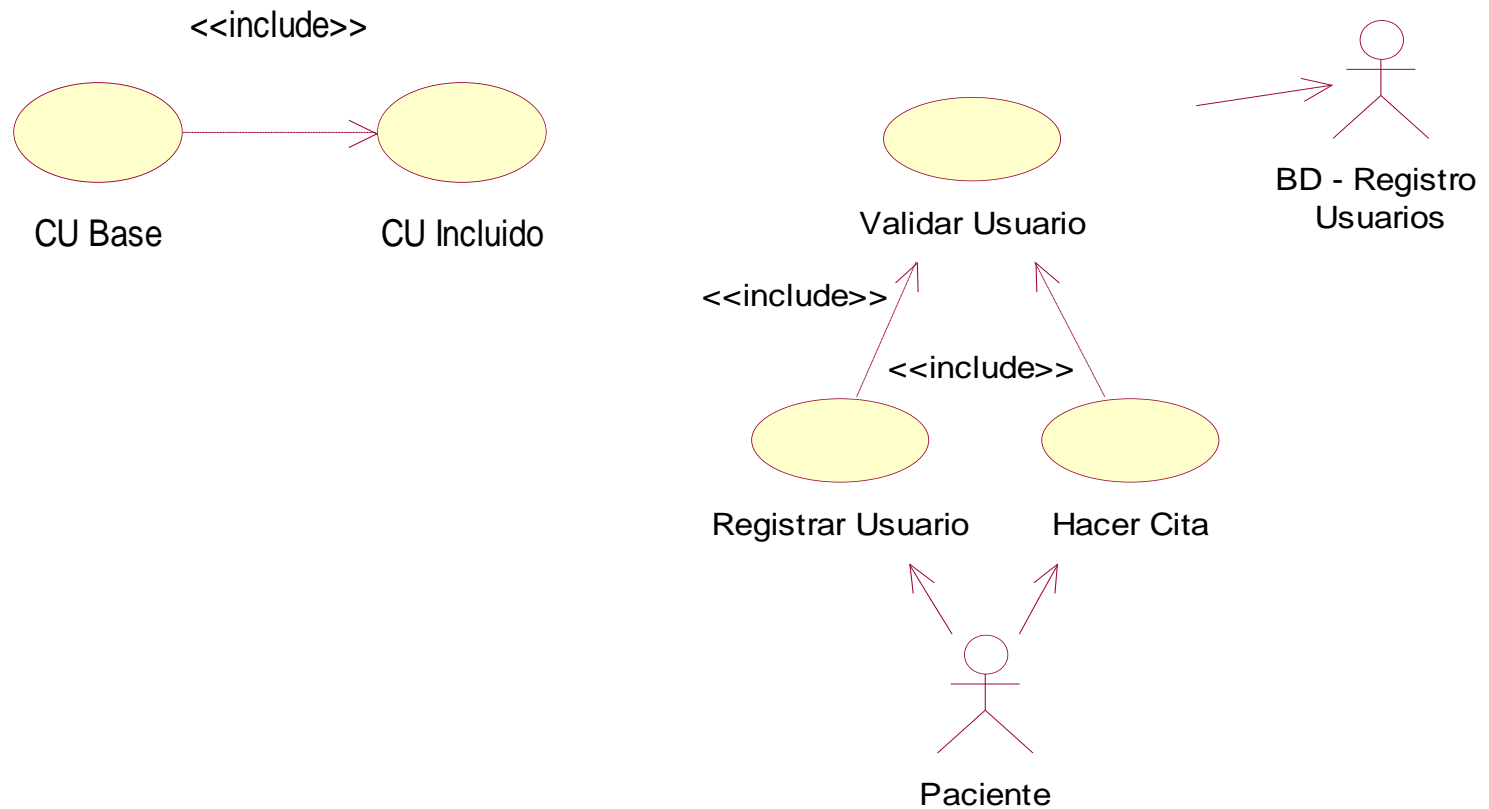 <<include>>
CU Base
CU Incluido
BD - Registro
Usuarios
Validar Usuario
<<include>>
<<include>>
Registrar Usuario
Hacer Cita
Paciente